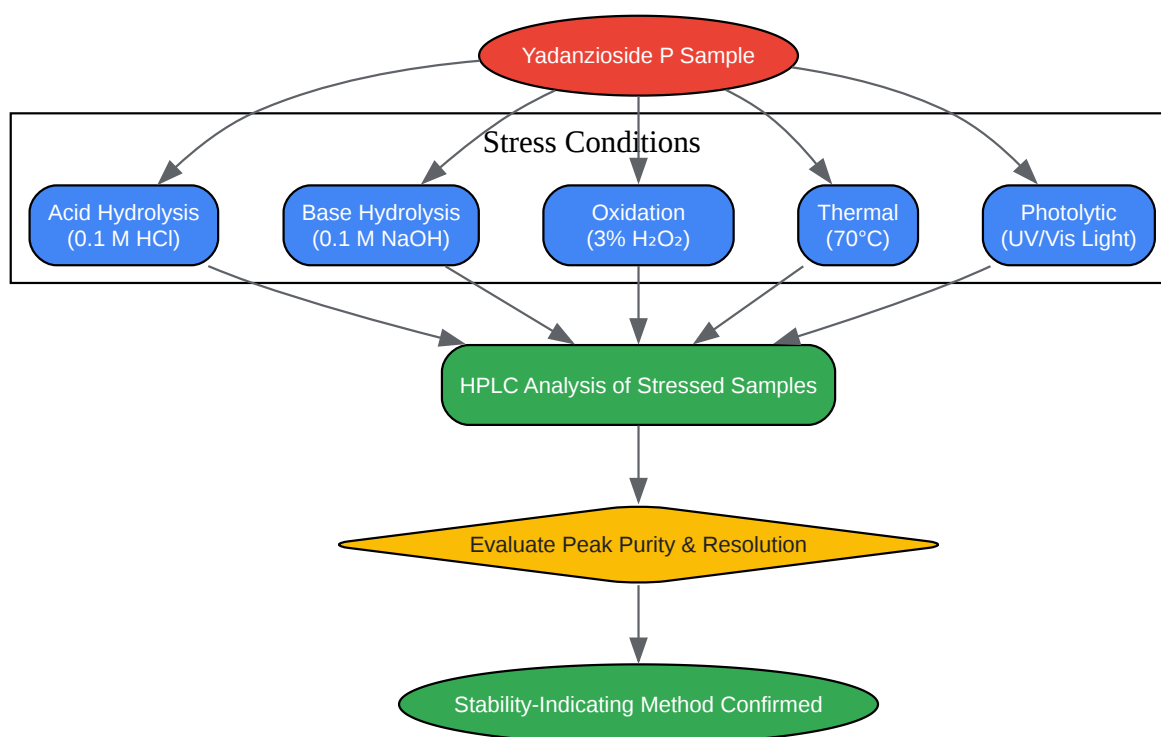 Yadanzioside P Sample
Stress Conditions
Acid Hydrolysis
(0.1 M HCl)
Base Hydrolysis
(0.1 M NaOH)
Oxidation
(3% H₂O₂)
Thermal
(70°C)
Photolytic
(UV/Vis Light)
HPLC Analysis of Stressed Samples
Evaluate Peak Purity & Resolution
Stability-Indicating Method Confirmed